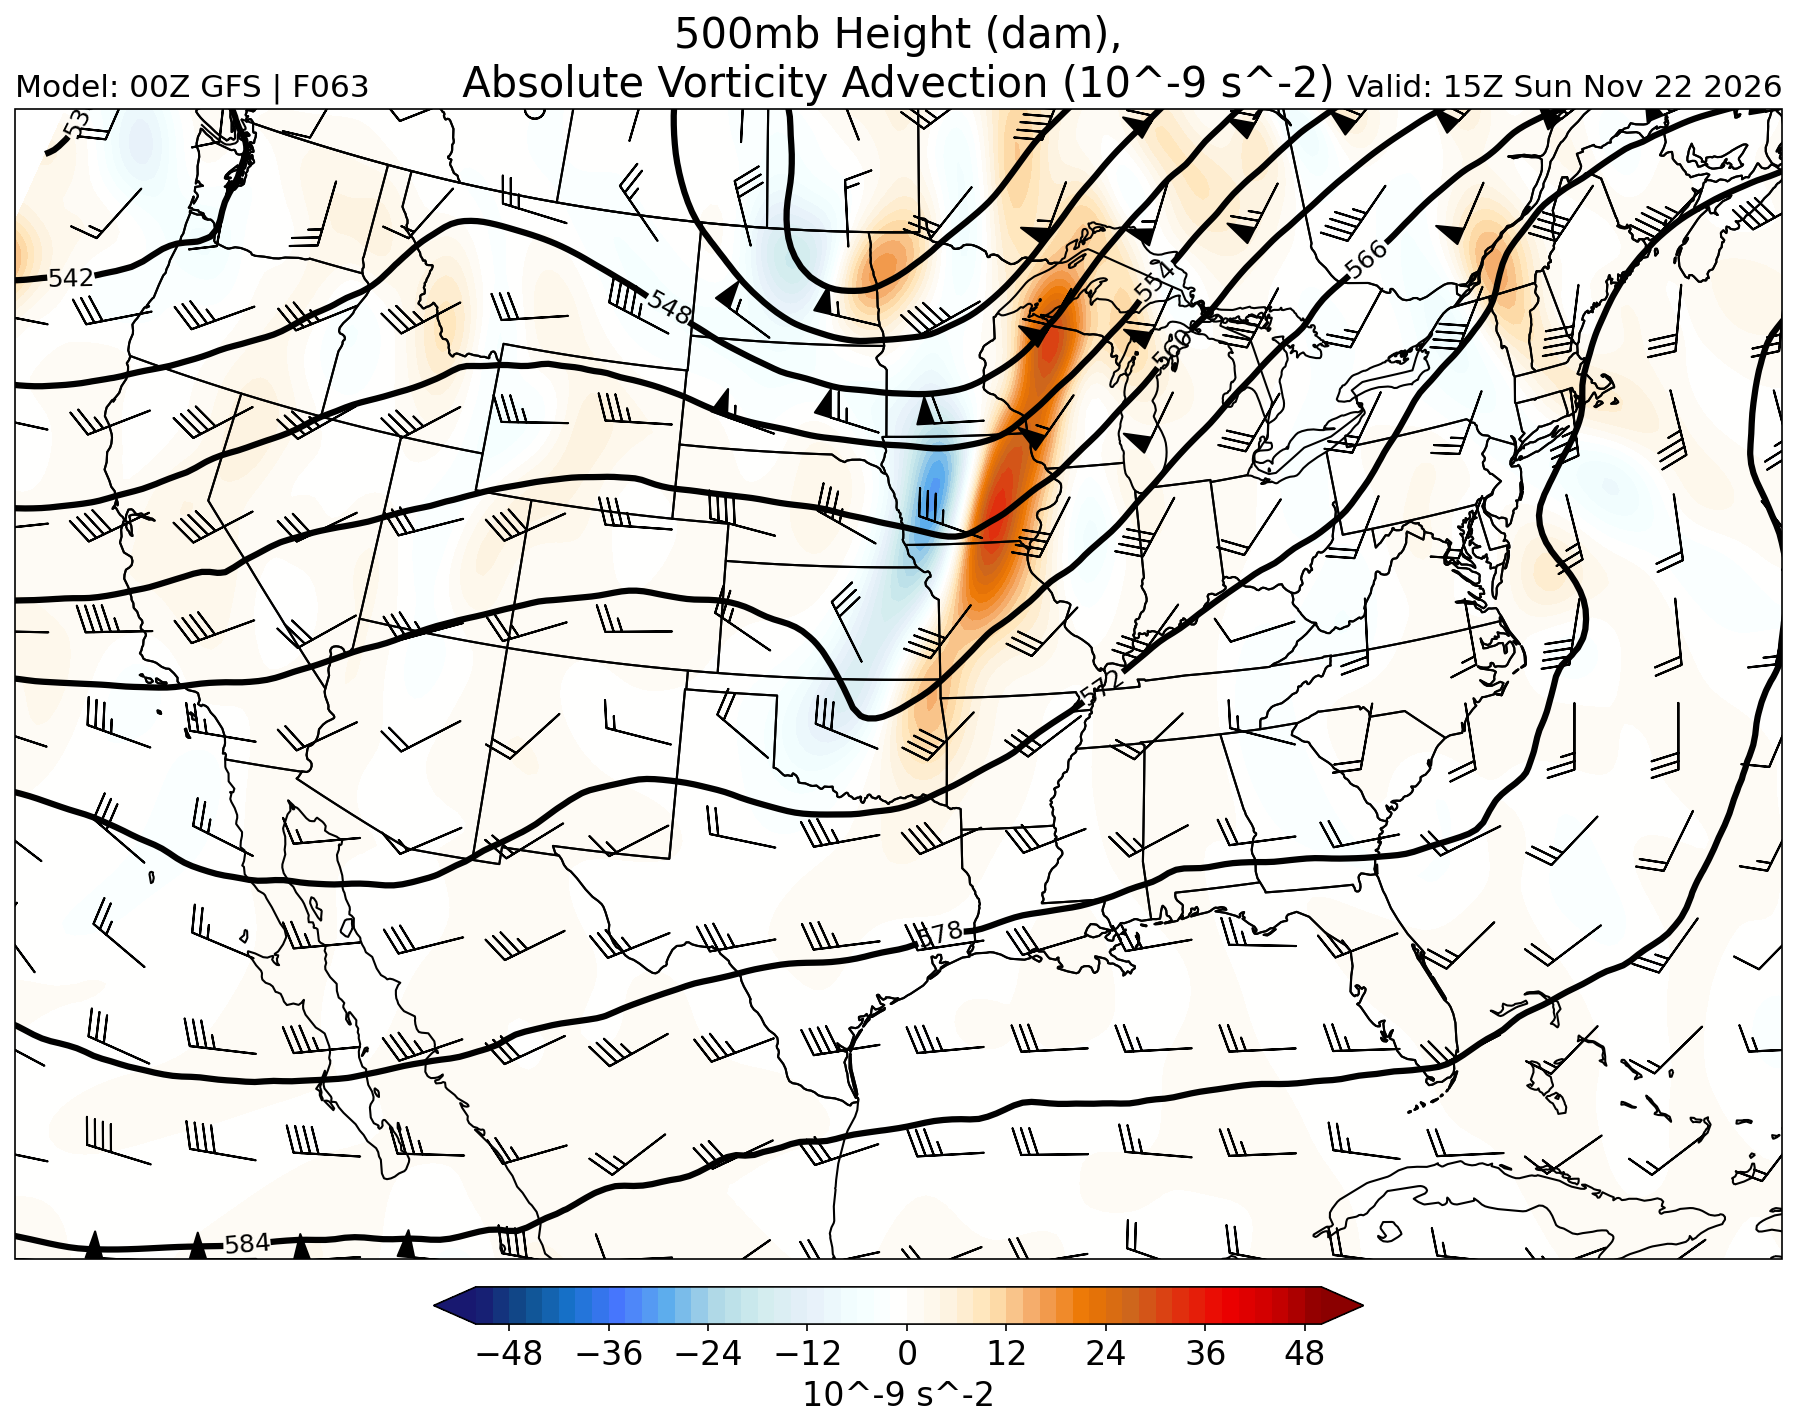 500mb Height (dam),
Model: 00Z GFS | F063
Absolute Vorticity Advection (10^-9 s^-2)
Valid: 15Z Sun Nov 22 2026
53
542
548
554
560
566
572
578
584
−48 −36 −24 −12 0 12 24 36 48
10^-9 s^-2